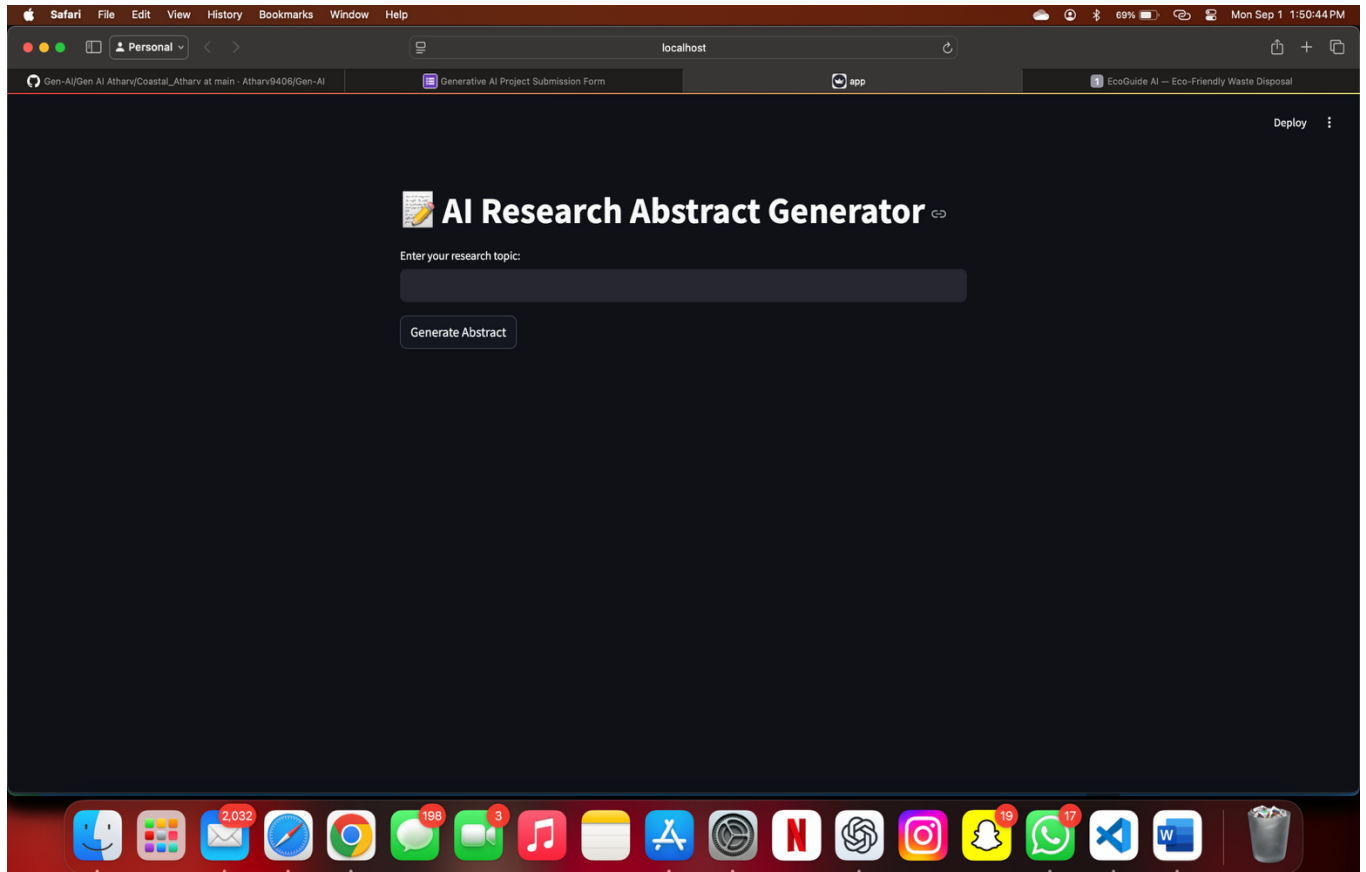 Safari File Edit View History Bookmarks Window Help
69%
Mon Sep 1 1:50:44 PM
Personal
localhost
Gen-AI/Gen AI Atharv/Coastal_Atharv at main · Atharv9406/Gen-AI
Generative AI Project Submission Form
app
1 EcoGuide AI — Eco-Friendly Waste Disposal
Deploy
AI Research Abstract Generator
Enter your research topic:
Generate Abstract
2,032
198
3
19
17
N
W